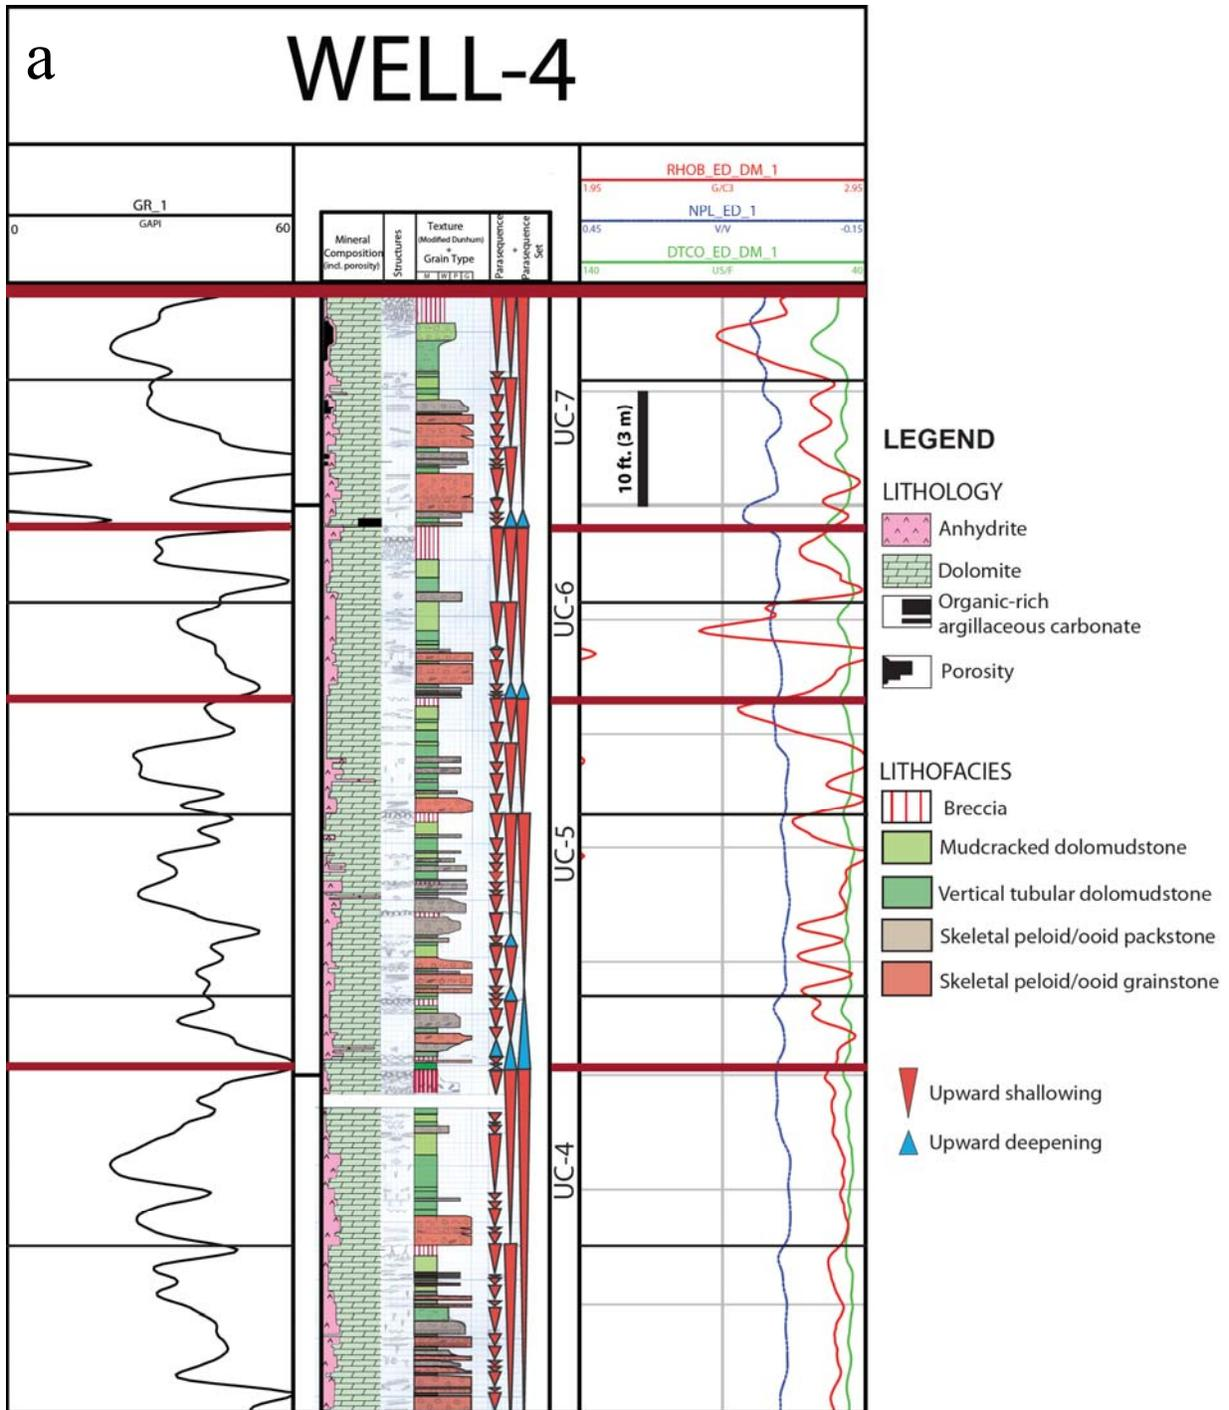 a
WELL-4
GR_1
GAPI
0
60
Mineral
Composition
(incl. porosity)
Structures
Texture
(Modified Dunhum)
+
Grain Type
M W P G
Parasequence
+
Parasequence
Set
RHOB_ED_DM_1
1.95 G/C3 2.95
NPL_ED_1
0.45 V/V -0.15
DTCO_ED_DM_1
140 US/F 40
UC-7
10 ft. (3 m)
UC-6
UC-5
UC-4
LEGEND
LITHOLOGY
Anhydrite
Dolomite
Organic-rich
argillaceous carbonate
Porosity
LITHOFACIES
Breccia
Mudcracked dolomudstone
Vertical tubular dolomudstone
Skeletal peloid/ooid packstone
Skeletal peloid/ooid grainstone
Upward shallowing
Upward deepening